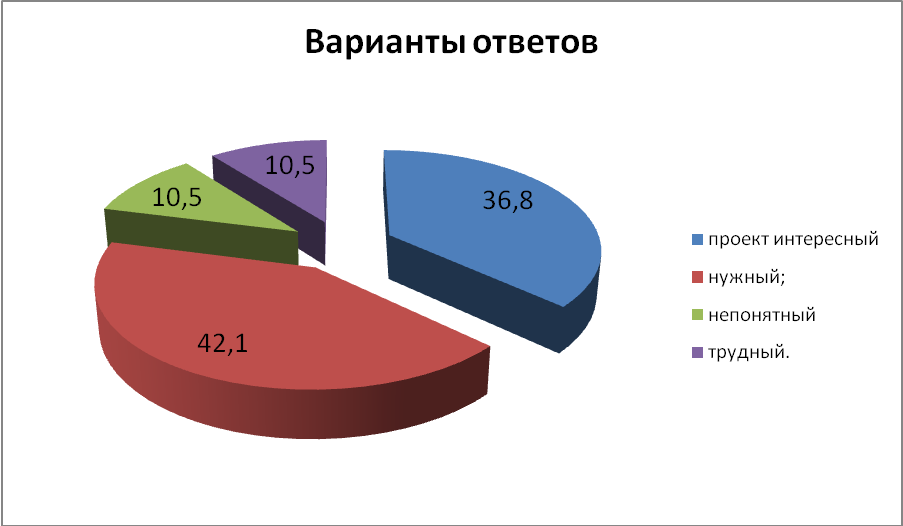 Варианты ответов
10,5
36,8
10,5
42,1
проект интересный
нужный;
непонятный
трудный.